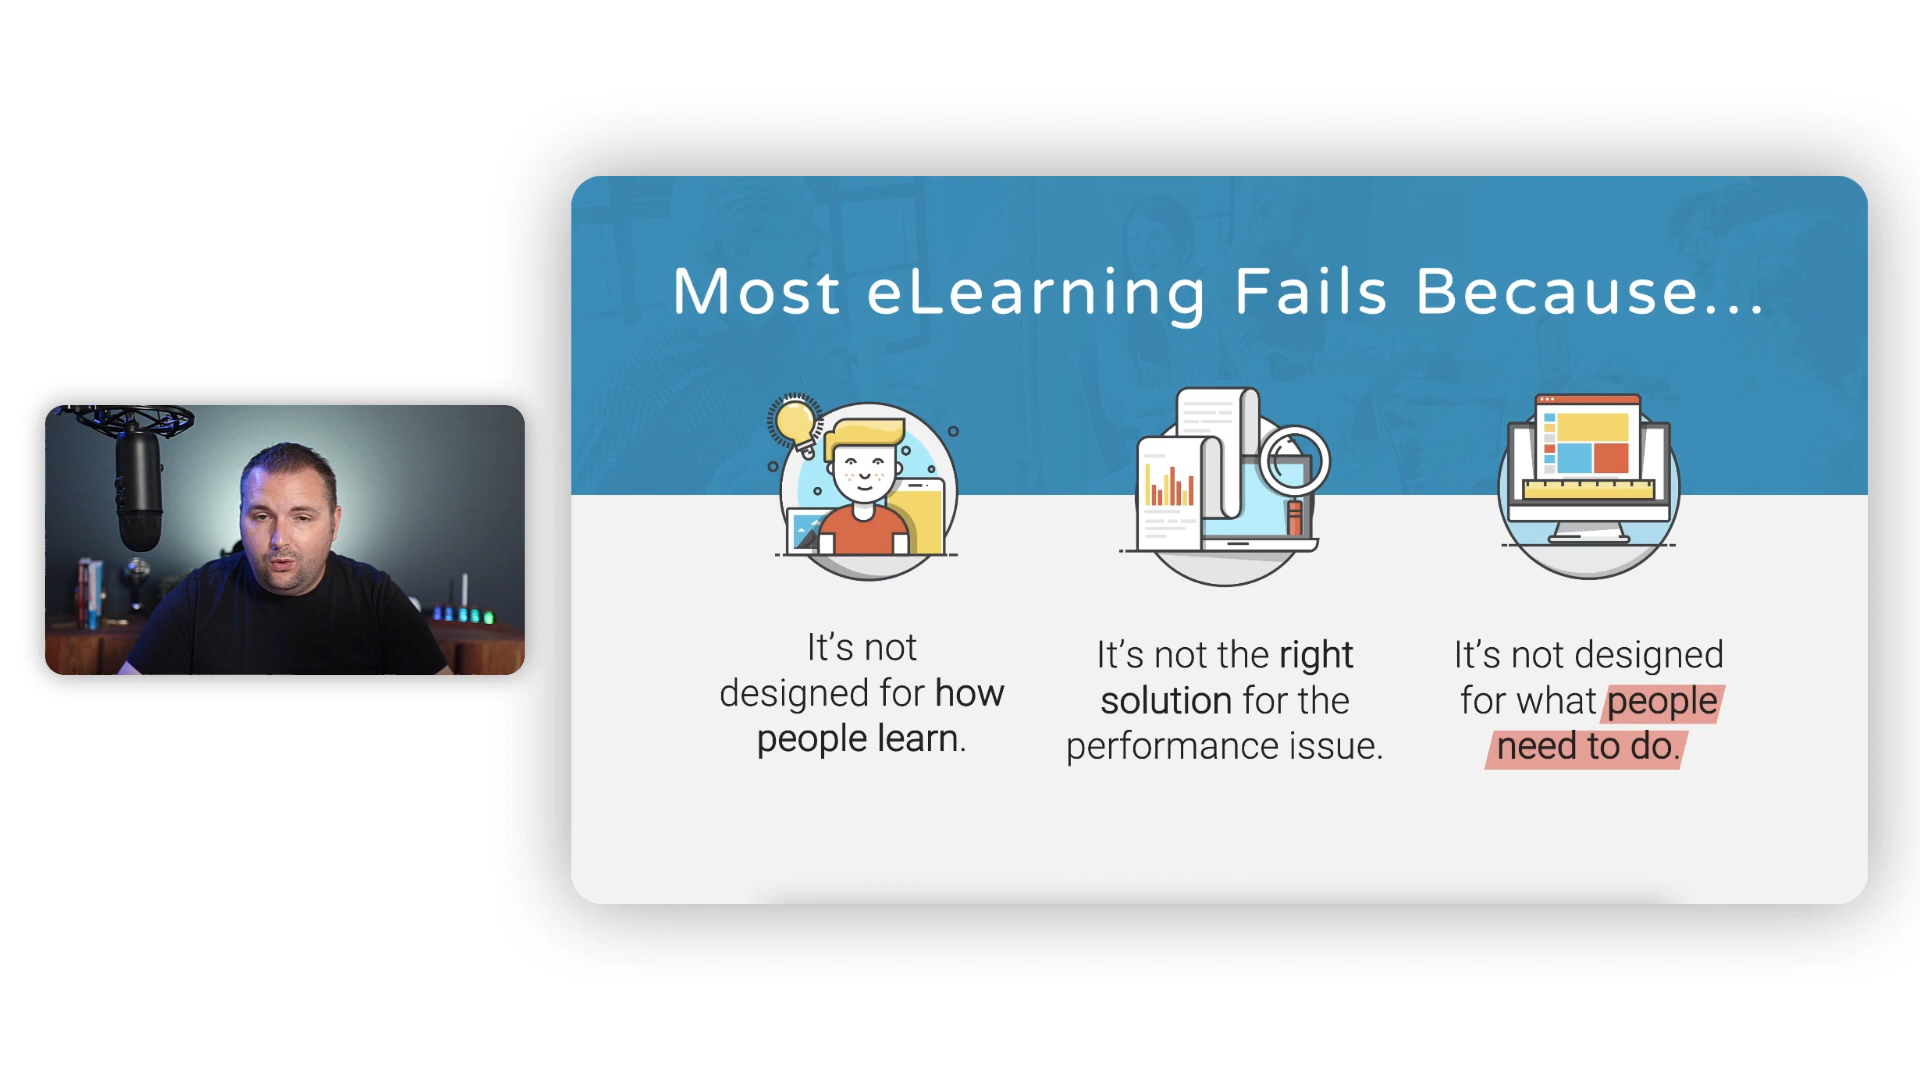 Most eLearning Fails Because...
It’s not
designed for how
people learn.
It’s not the right
solution for the
performance issue.
It’s not designed
for what people
need to do.